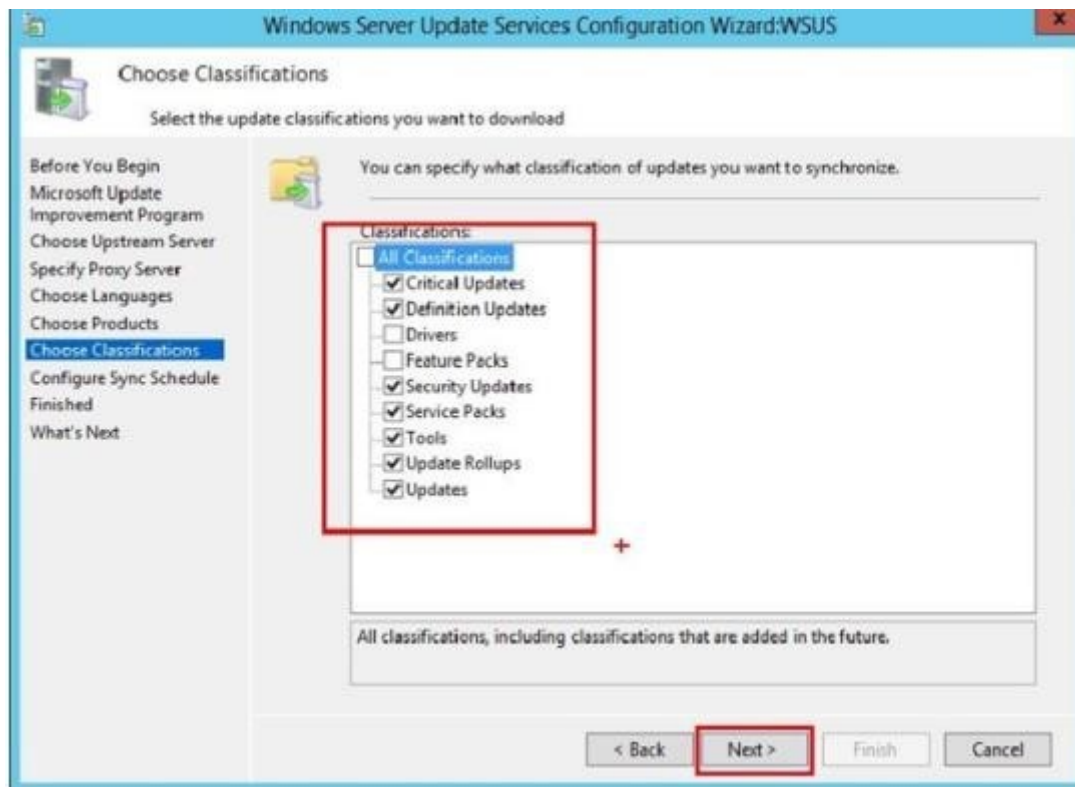 Windows Server Update Services Configuration Wizard:WSUS
x
Choose Classifications
Select the update classifications you want to download
Before You Begin
Microsoft Update
Improvement Program
Choose Upstream Server
Specify Proxy Server
Choose Languages
Choose Products
Choose Classifications
Configure Sync Schedule
Finished
What's Next
You can specify what classification of updates you want to synchronize.
Classifications:
All Classifications
Critical Updates
Definition Updates
Drivers
Feature Packs
Security Updates
Service Packs
Tools
Update Rollups
Updates
All classifications, including classifications that are added in the future.
< Back
Next >
Finish
Cancel